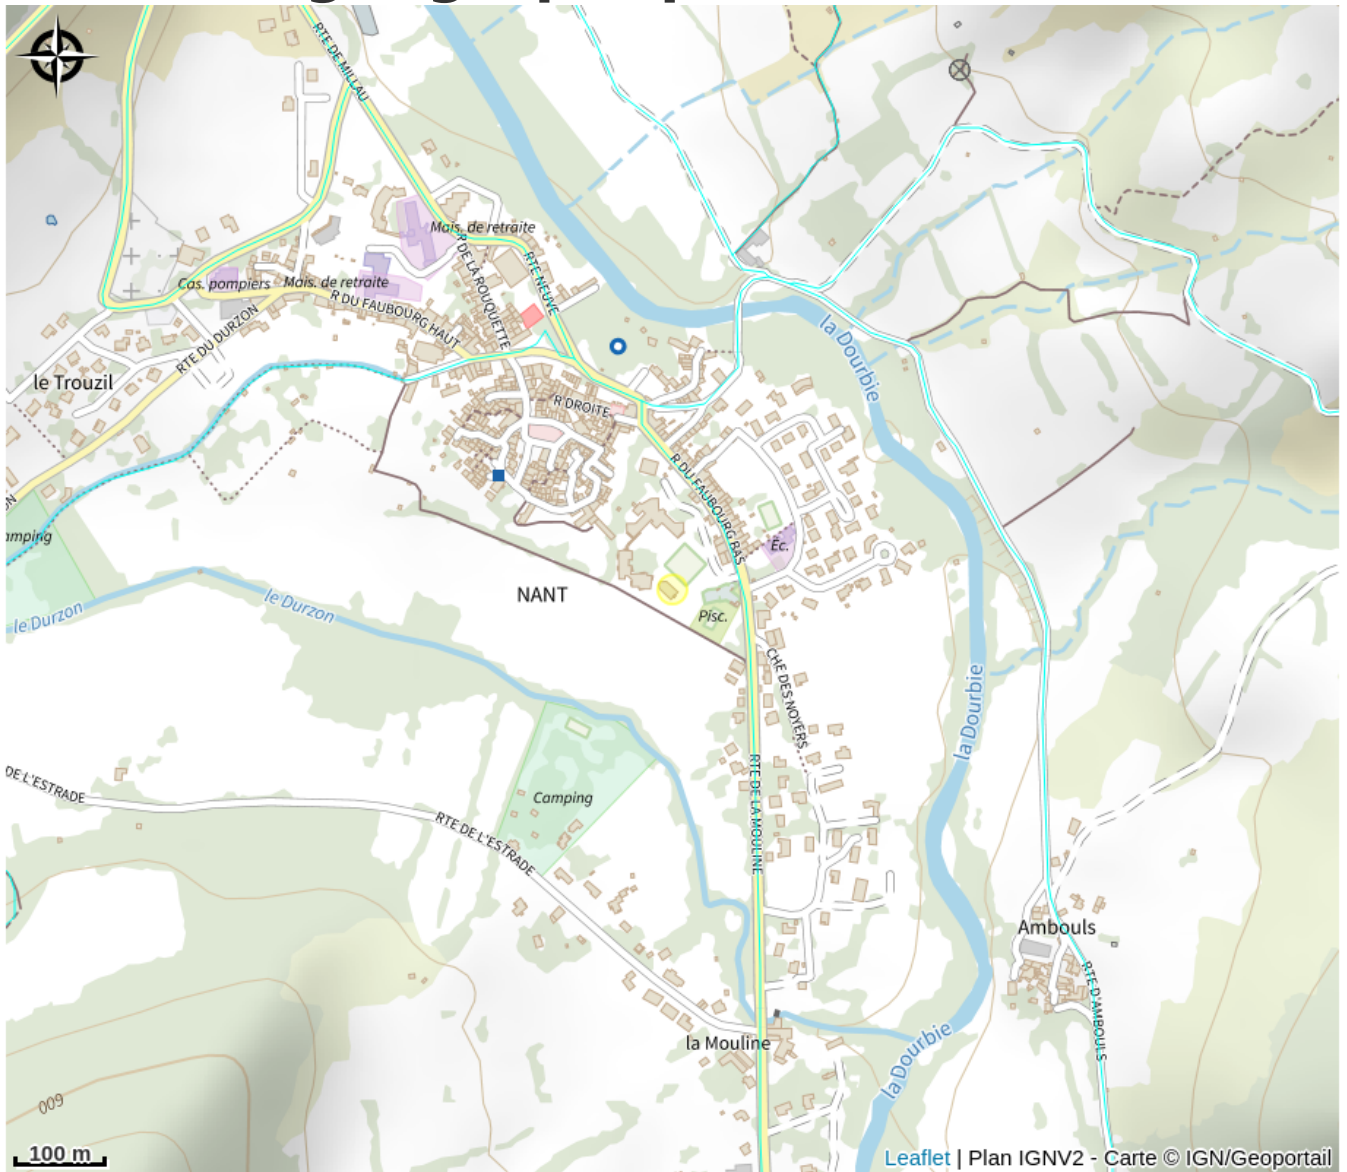 RTE DE MILLAU
la Dourbie
Mais. de retraite
R DE LA ROUQUETTE
RTE NEUVE
Cas. pompiers
Mais. de retraite
R DU FAUBOURG HAUT
RTE DU DURZON
le Trouzil
R DROITE
R DU FAUBOURG BAS
Éc.
ON
amping
NANT
Pisc.
le Durzon
le Durzon
CHE DES NOYERS
la Dourbie
RTE DE LA MOULINE
DE L'ESTRADE
RTE DE L'ESTRADE
Camping
Ambouls
RTE D'AMBOULS
la Mouline
la Dourbie
009
100 m
Leaflet | Plan IGNV2 - Carte © IGN/Geoportail